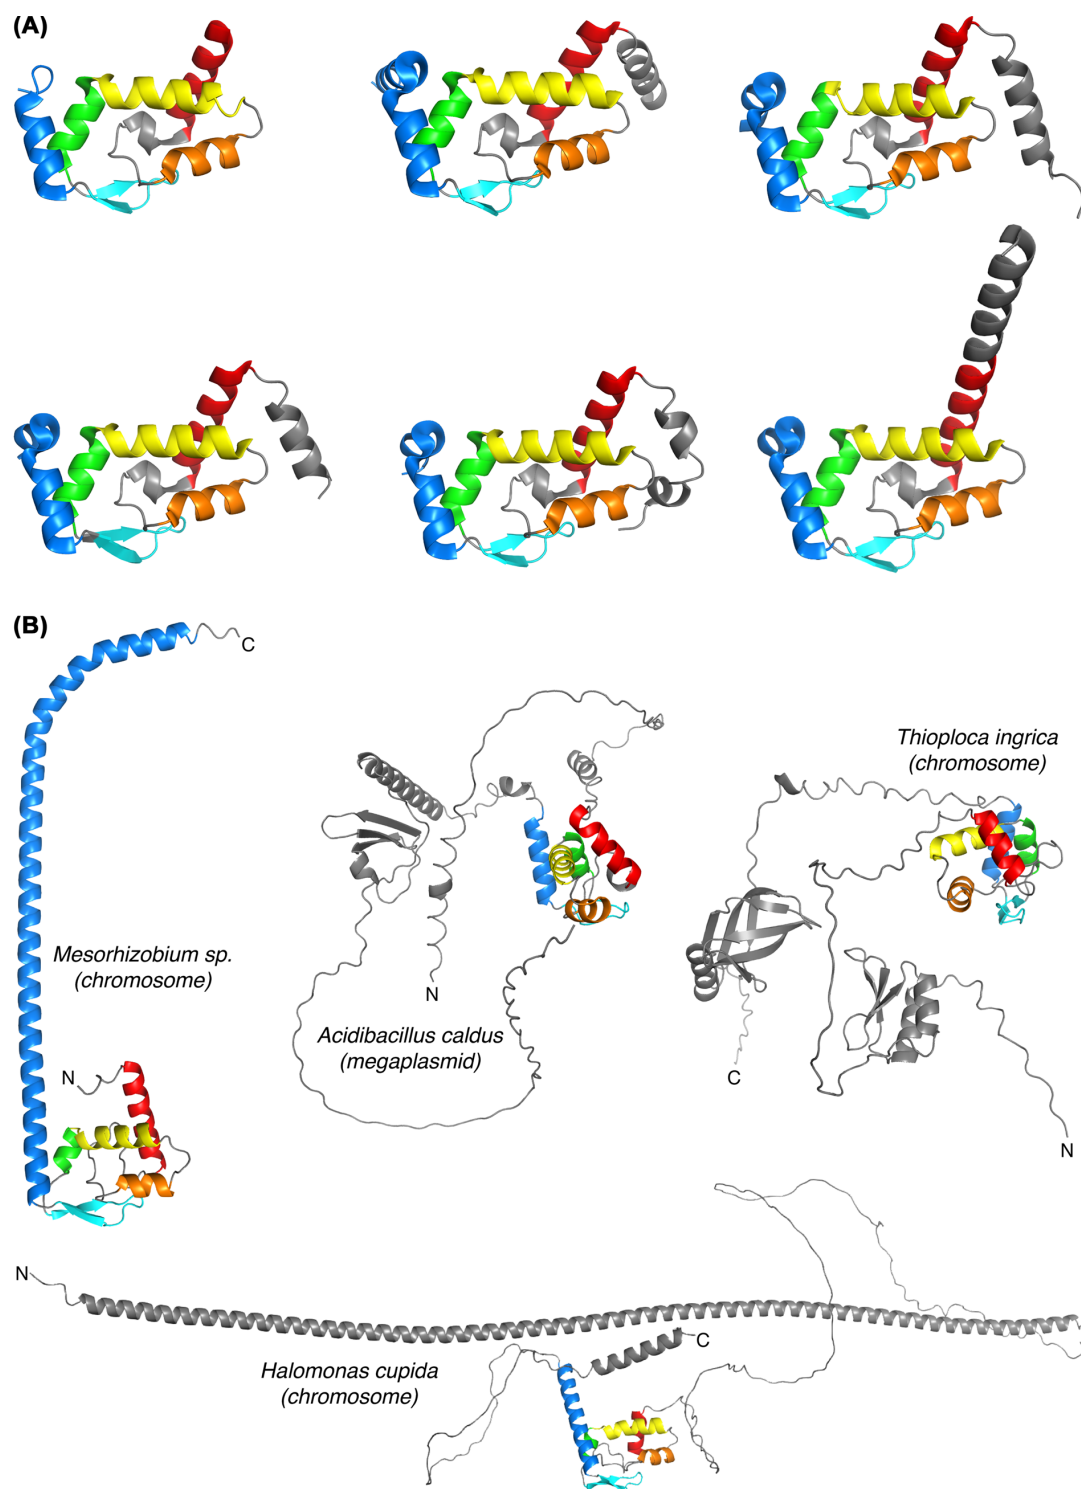 (A)
(B)
C
Thioploca ingrica
(chromosome)
Mesorhizobium sp.
(chromosome)
N
Acidibacillus caldus
(megaplasmid)
N
C
N
N
Halomonas cupida
(chromosome)
C